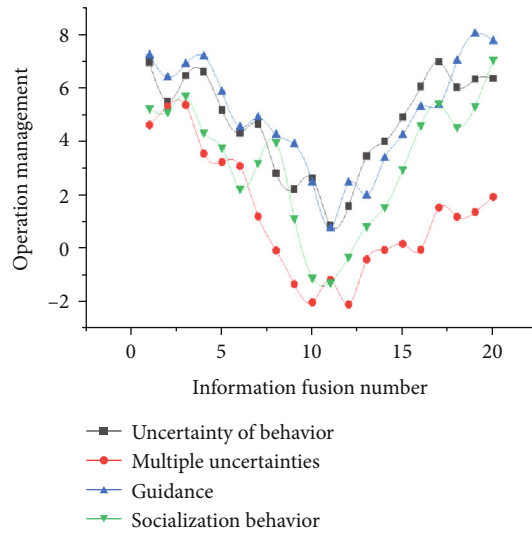 Operation management
8
6
4
2
0
−2
0 5 10 15 20
Information fusion number
Uncertainty of behavior
Multiple uncertainties
Guidance
Socialization behavior